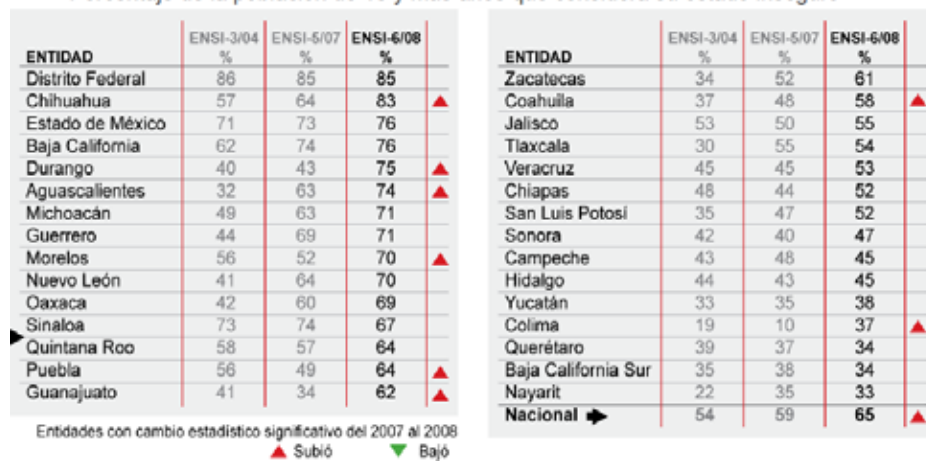 ENSI-3/04 ENSI-5/07 ENSI-6/08
ENTIDAD % % %
Distrito Federal 86 85 85
Chihuahua 57 64 83
Estado de México 71 73 76
Baja California 62 74 76
Durango 40 43 75
Aguascalientes 32 63 74
Michoacán 49 63 71
Guerrero 44 69 71
Morelos 56 52 70
Nuevo León 41 64 70
Oaxaca 42 60 69
Sinaloa 73 74 67
Quintana Roo 58 57 64
Puebla 56 49 64
Guanajuato 41 34 62
Entidades con cambio estadístico significativo del 2007 al 2008
Subió Bajó
ENSI-3/04 ENSI-5/07 ENSI-6/08
ENTIDAD % % %
Zacatecas 34 52 61
Coahuila 37 48 58
Jalisco 53 50 55
Tlaxcala 30 55 54
Veracruz 45 45 53
Chiapas 48 44 52
San Luis Potosí 35 47 52
Sonora 42 40 47
Campeche 43 48 45
Hidalgo 44 43 45
Yucatán 33 35 38
Colima 19 10 37
Querétaro 39 37 34
Baja California Sur 35 38 34
Nayarit 22 35 33
Nacional 54 59 65